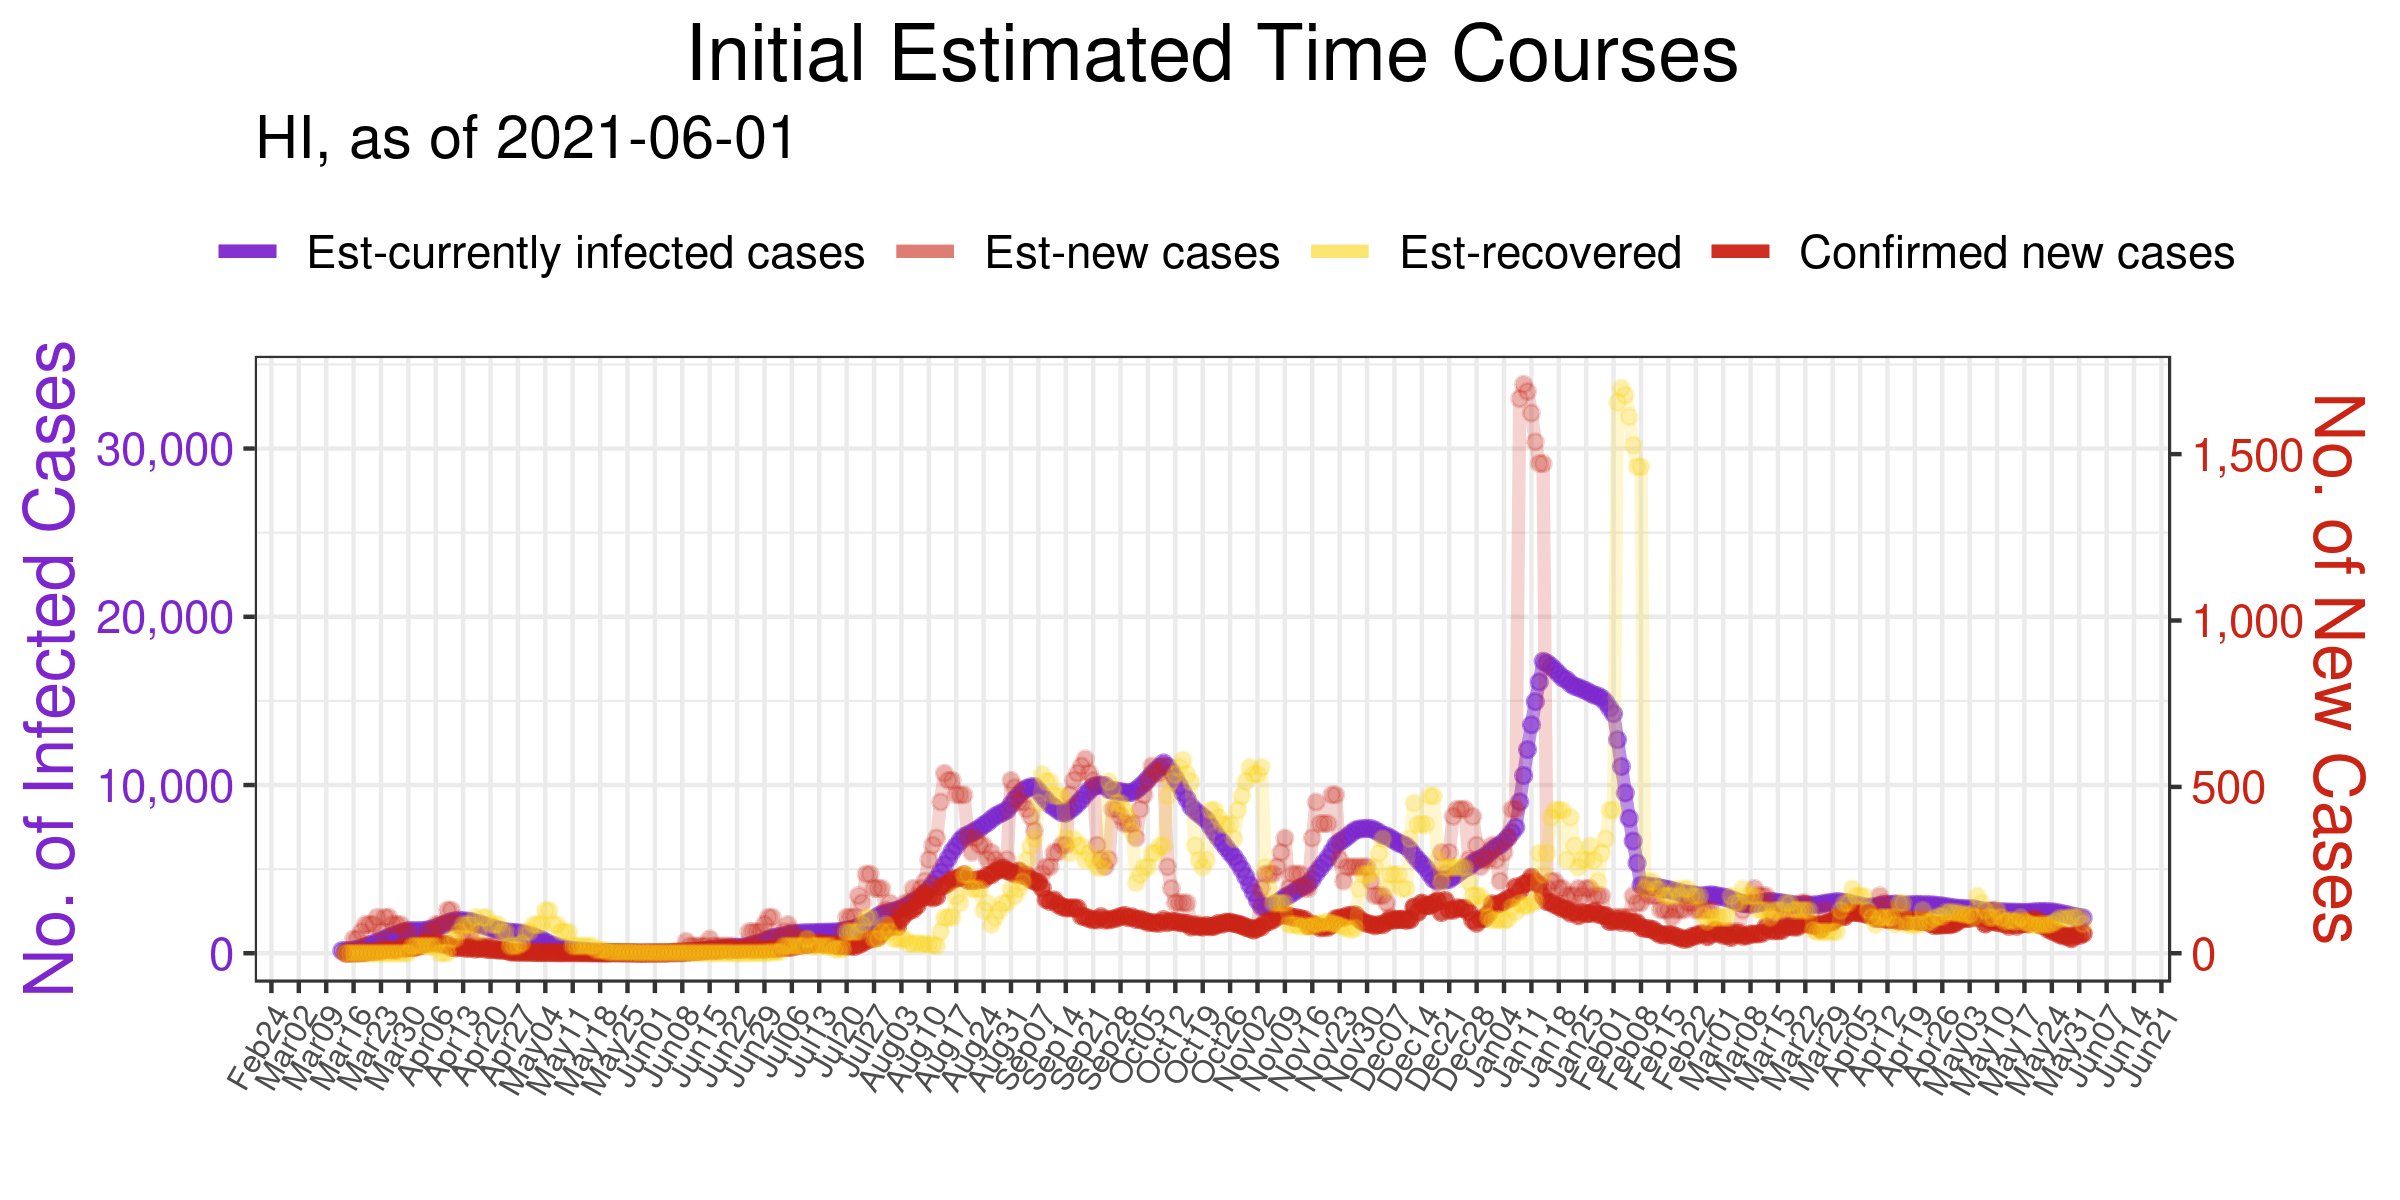 Initial Estimated Time Courses
HI, as of 2021-06-01
Est-currently infected cases Est-new cases Est-recovered Confirmed new cases
No. of Infected Cases
30,000
20,000
10,000
0
1,500
1,000
500
0
No. of New Cases
Feb24 Mar02 Mar09 Mar16 Mar23 Mar30 Apr06 Apr13 Apr20 Apr27 May04 May11 May18 May25 Jun01 Jun08 Jun15 Jun22 Jun29 Jul06 Jul13 Jul20 Jul27 Aug03 Aug10 Aug17 Aug24 Aug31 Sep07 Sep14 Sep21 Sep28 Oct05 Oct12 Oct19 Oct26 Nov02 Nov09 Nov16 Nov23 Nov30 Dec07 Dec14 Dec21 Dec28 Jan04 Jan11 Jan18 Jan25 Feb01 Feb08 Feb15 Feb22 Mar01 Mar08 Mar15 Mar22 Mar29 Apr05 Apr12 Apr19 Apr26 May03 May10 May17 May24 May31 Jun07 Jun14 Jun21